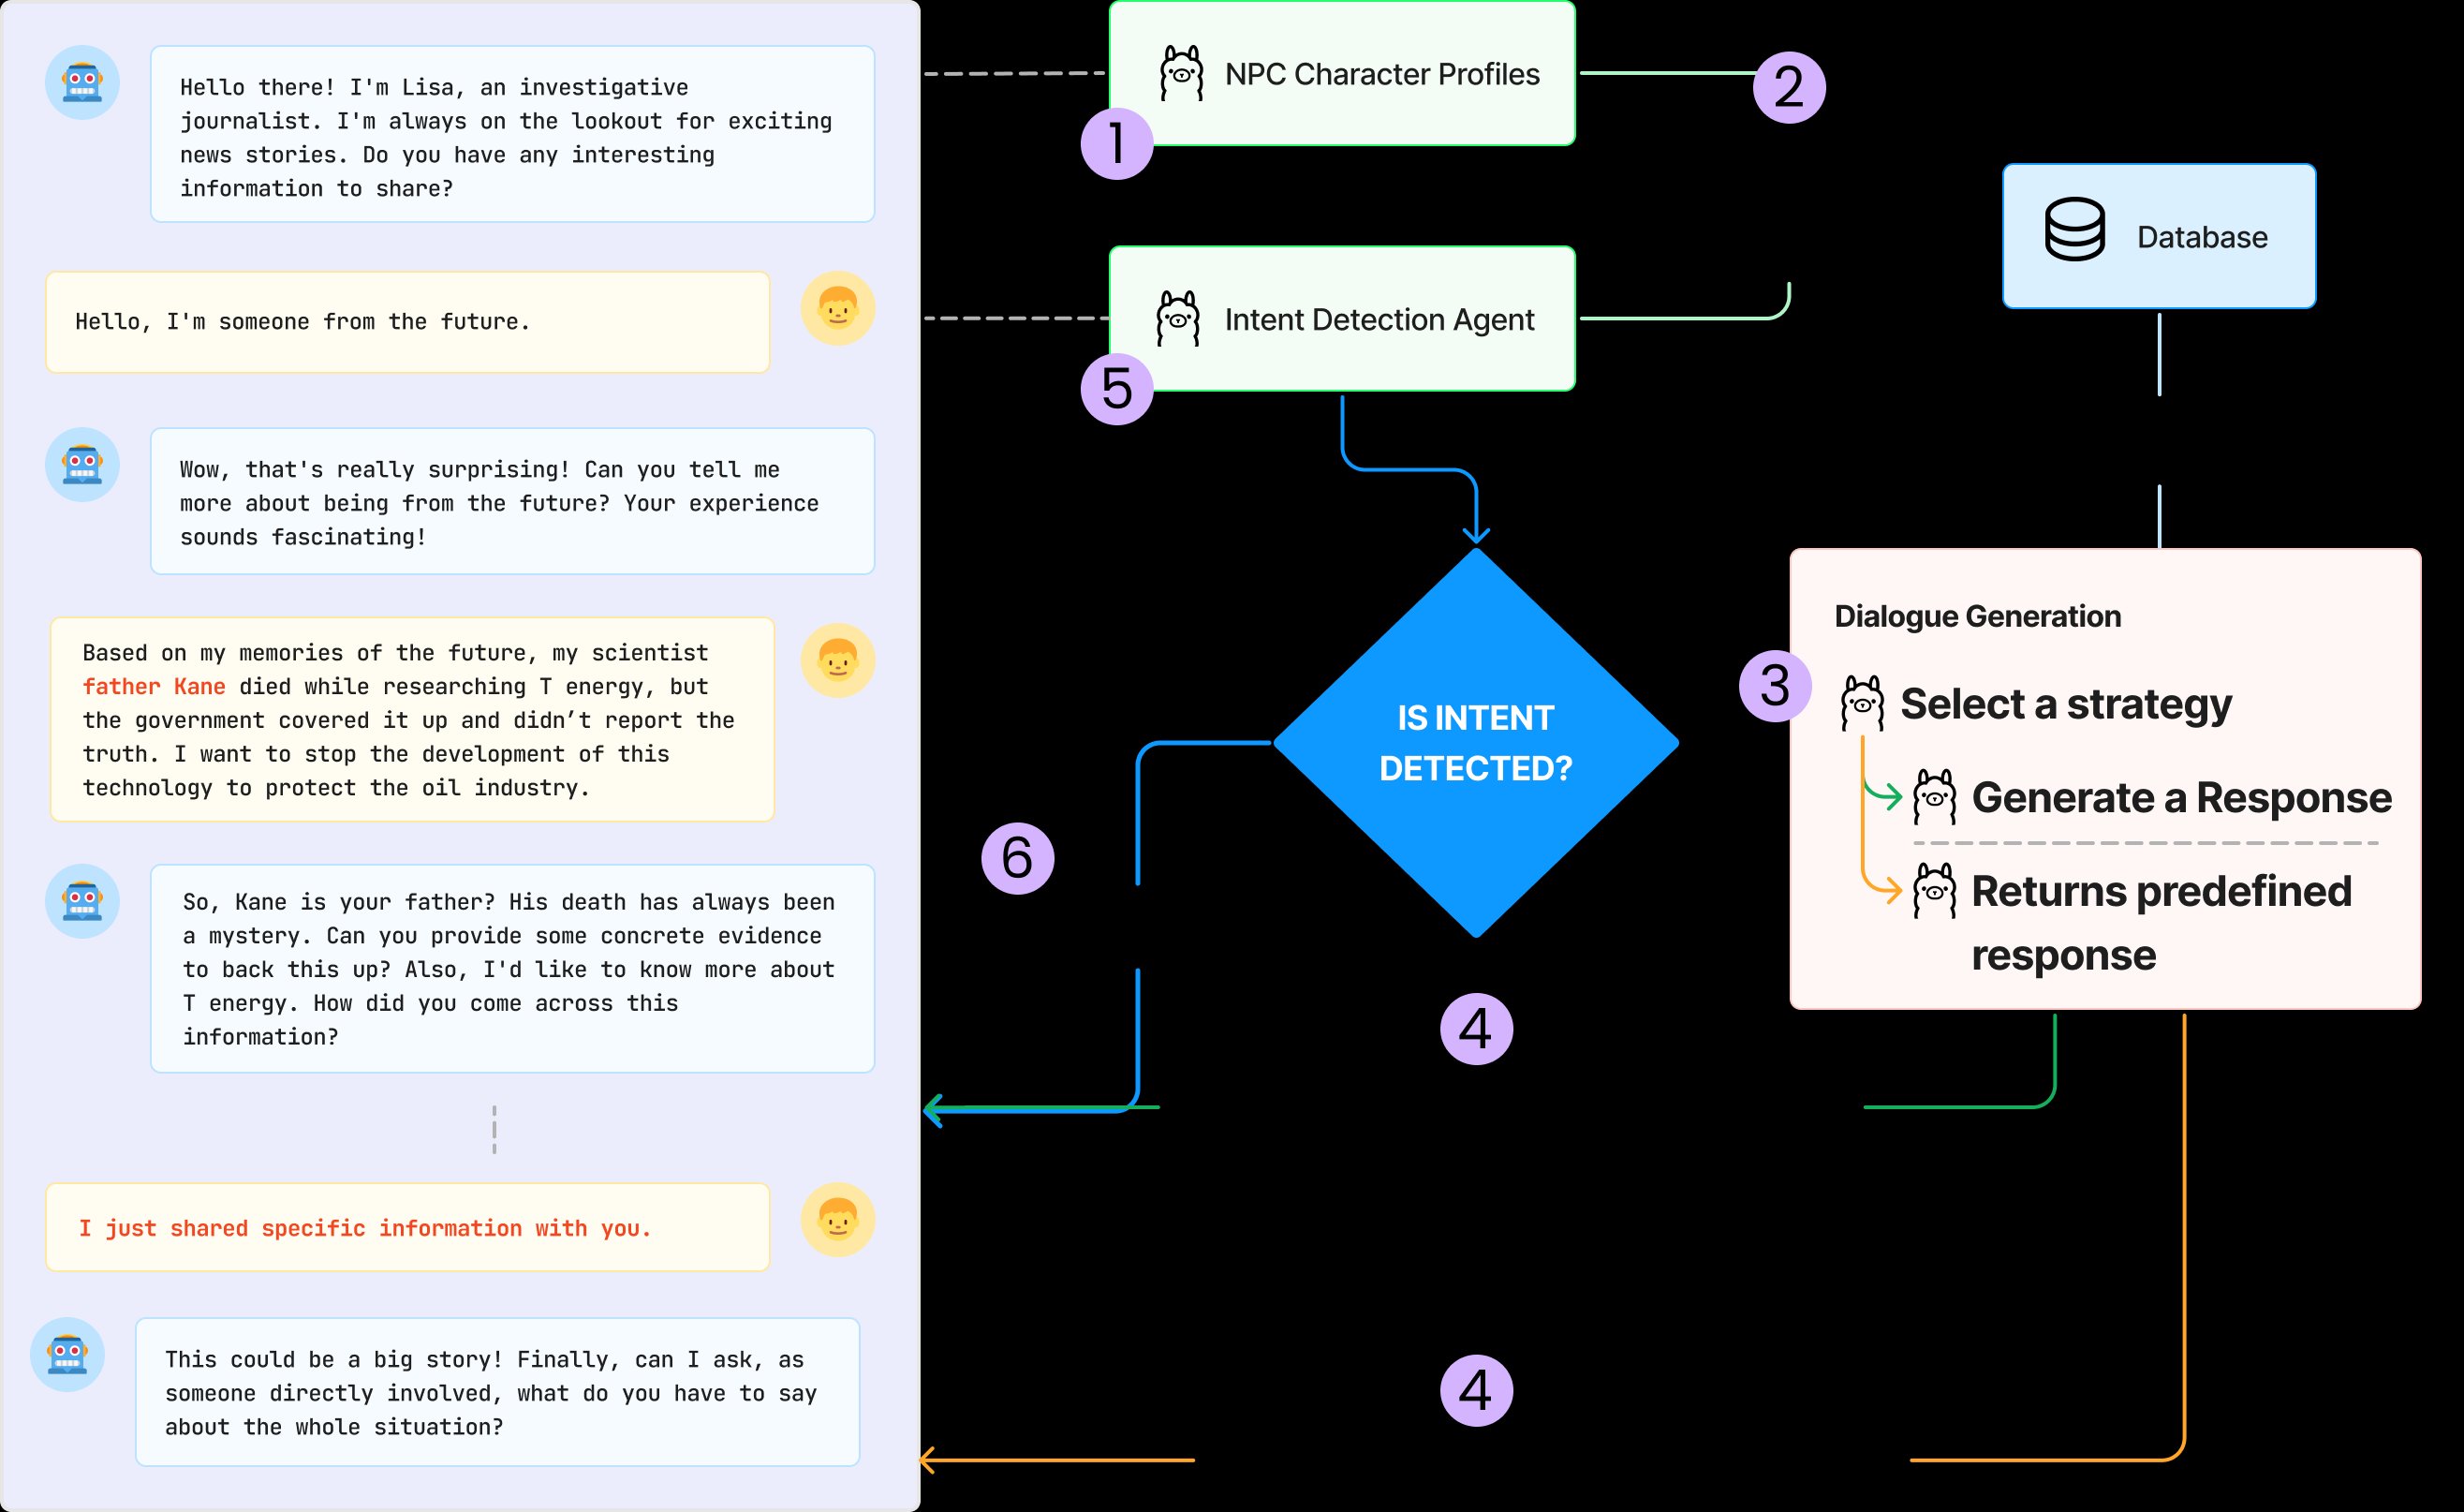 Hello there! I'm Lisa, an investigative
journalist. I'm always on the lookout for exciting
news stories. Do you have any interesting
information to share?
Hello, I'm someone from the future.
Wow, that's really surprising! Can you tell me
more about being from the future? Your experience
sounds fascinating!
Based on my memories of the future, my scientist
father Kane died while researching T energy, but
the government covered it up and didn’t report the
truth. I want to stop the development of this
technology to protect the oil industry.
So, Kane is your father? His death has always been
a mystery. Can you provide some concrete evidence
to back this up? Also, I'd like to know more about
T energy. How did you come across this
information?
I just shared specific information with you.
This could be a big story! Finally, can I ask, as
someone directly involved, what do you have to say
about the whole situation?
NPC Character Profiles
1
2
Intent Detection Agent
5
Database
IS INTENT
DETECTED?
6
4
4
3
Dialogue Generation
Select a strategy
Generate a Response
Returns predefined
response